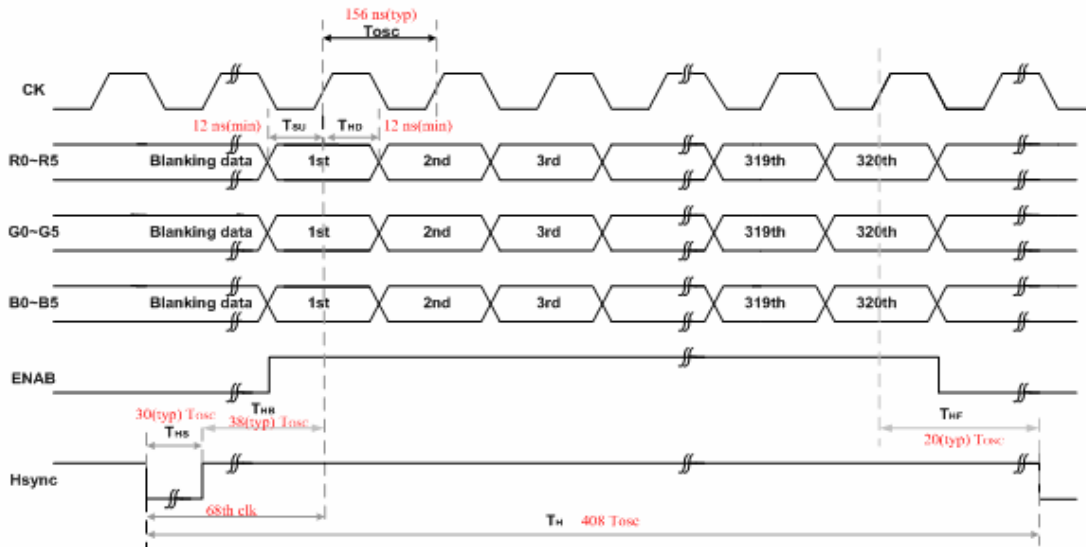 156 ns(typ)
Tosc
CK
12 ns(min) TSU THD 12 ns(min)
R0~R5 Blanking data 1st 2nd 3rd 319th 320th
G0~G5 Blanking data 1st 2nd 3rd 319th 320th
B0~B5 Blanking data 1st 2nd 3rd 319th 320th
ENAB
30(typ) Tosc THB THF
THS 38(typ) Tosc 20(typ) Tosc
Hsync
68th clk
TH 408 Tosc